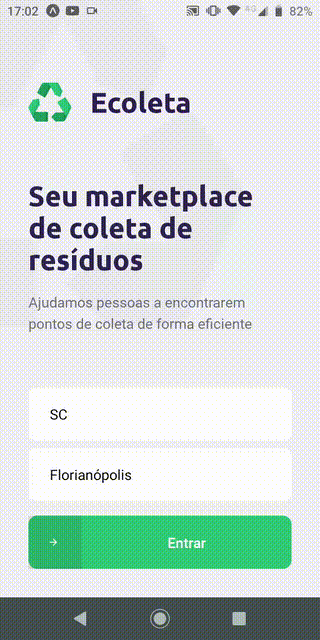 17:02 4G 82%
Ecoleta
Seu marketplace
de coleta de
resíduos
Ajudamos pessoas a encontrarem
pontos de coleta de forma eficiente
SC
Florianópolis
Entrar